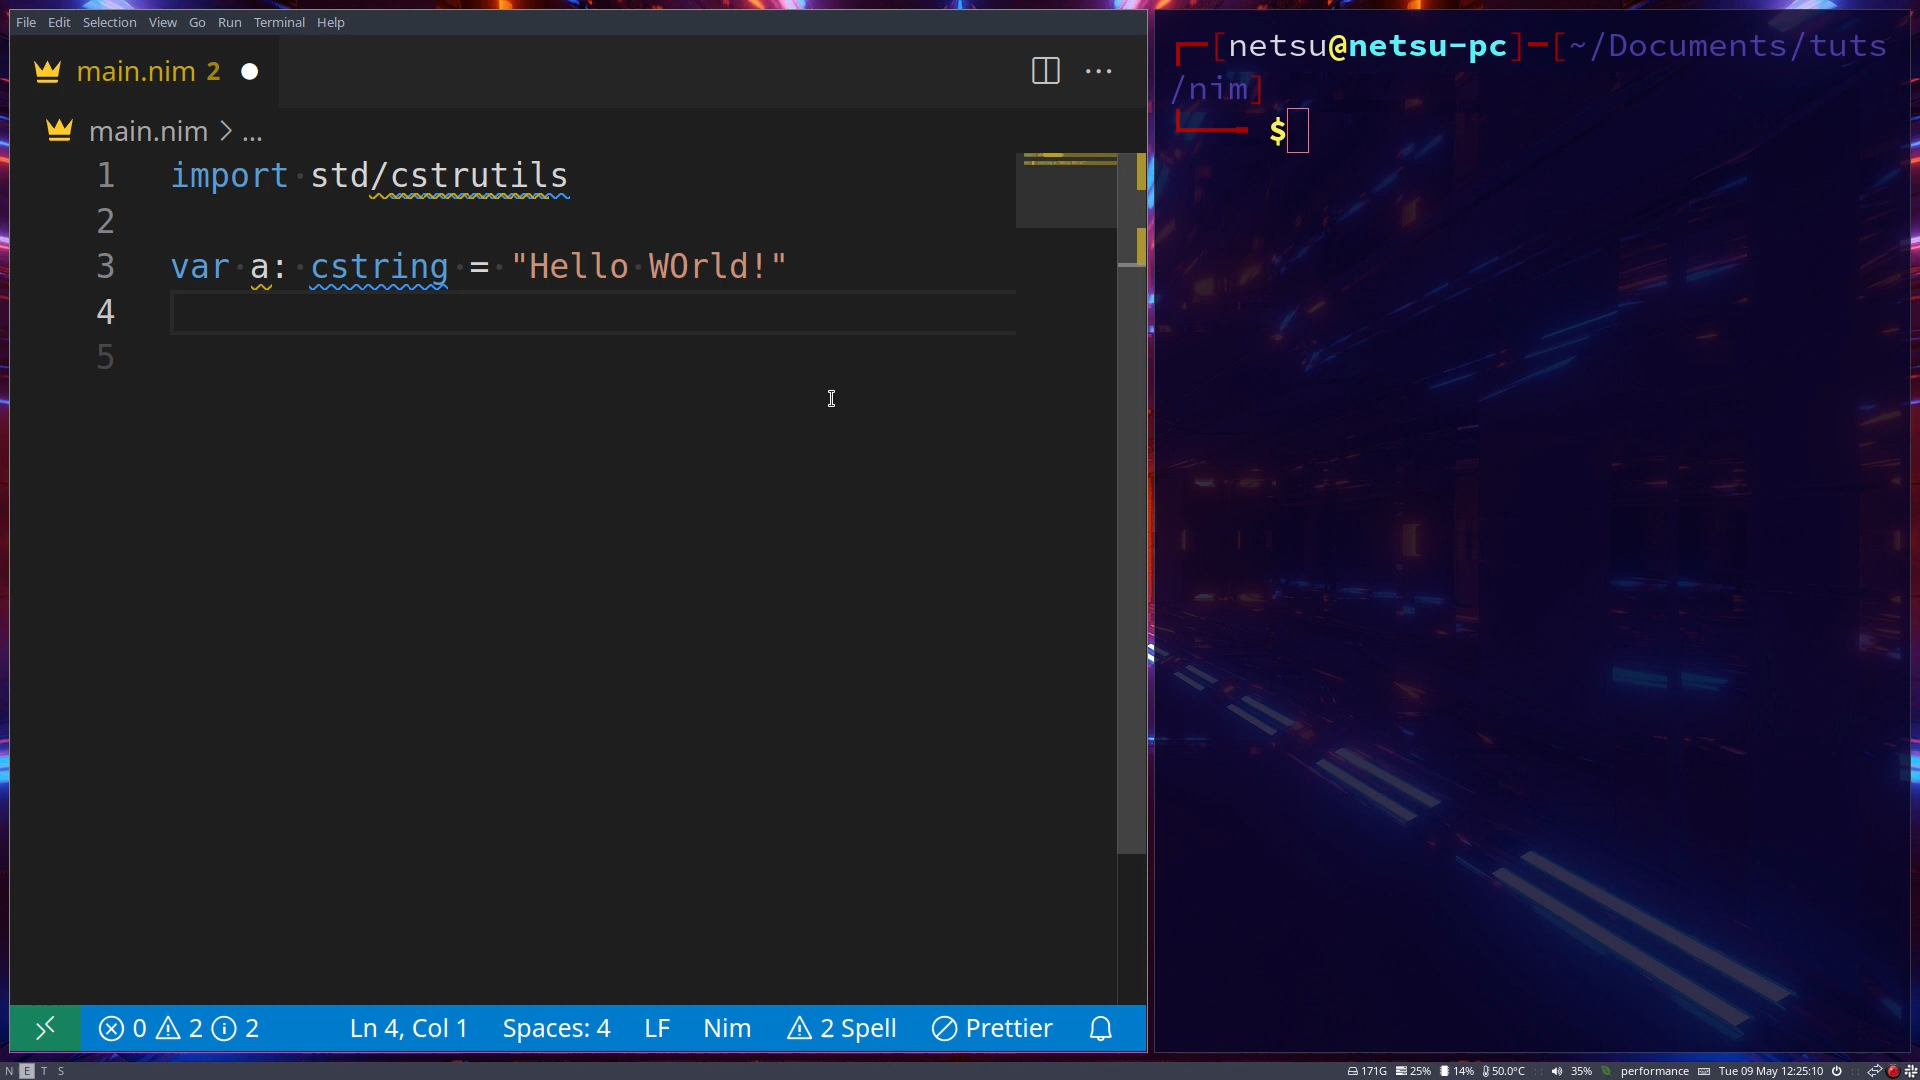 File Edit Selection View Go Run Terminal Help
main.nim 2
main.nim > ...
1 import std/cstrutils
2
3 var a: cstring = "Hello WOrld!"
4
5
0 2 2 Ln 4, Col 1 Spaces: 4 LF Nim 2 Spell Prettier
[netsu@netsu-pc]-[~/Documents/tuts
/nim]
$
N E T S 171G 25% 14% 50.0°C 35% performance Tue 09 May 12:25:10